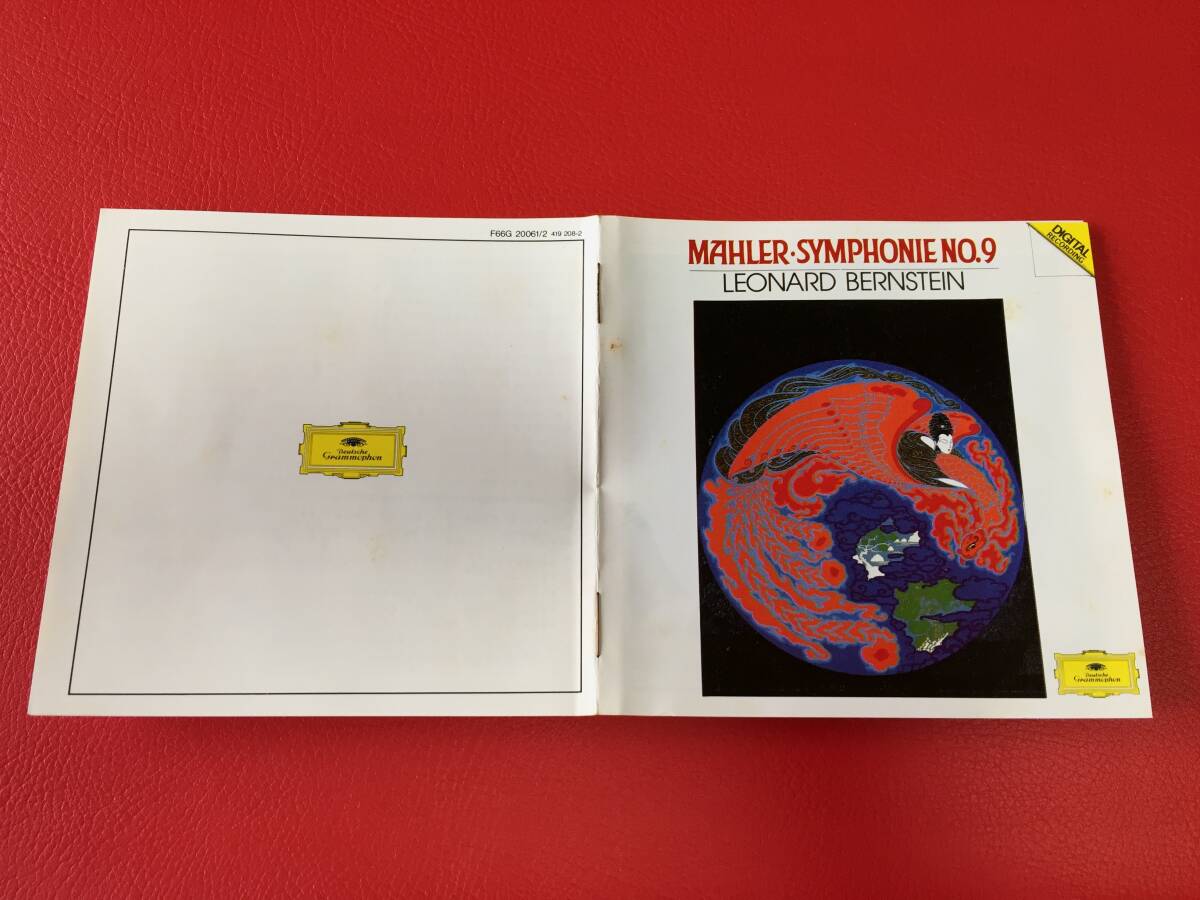 F66G 20061/2 419 208-2
Deutsche
Grammophon
MAHLER·SYMPHONIE NO.9
LEONARD BERNSTEIN
DIGITAL
RECORDING
Deutsche
Grammophon